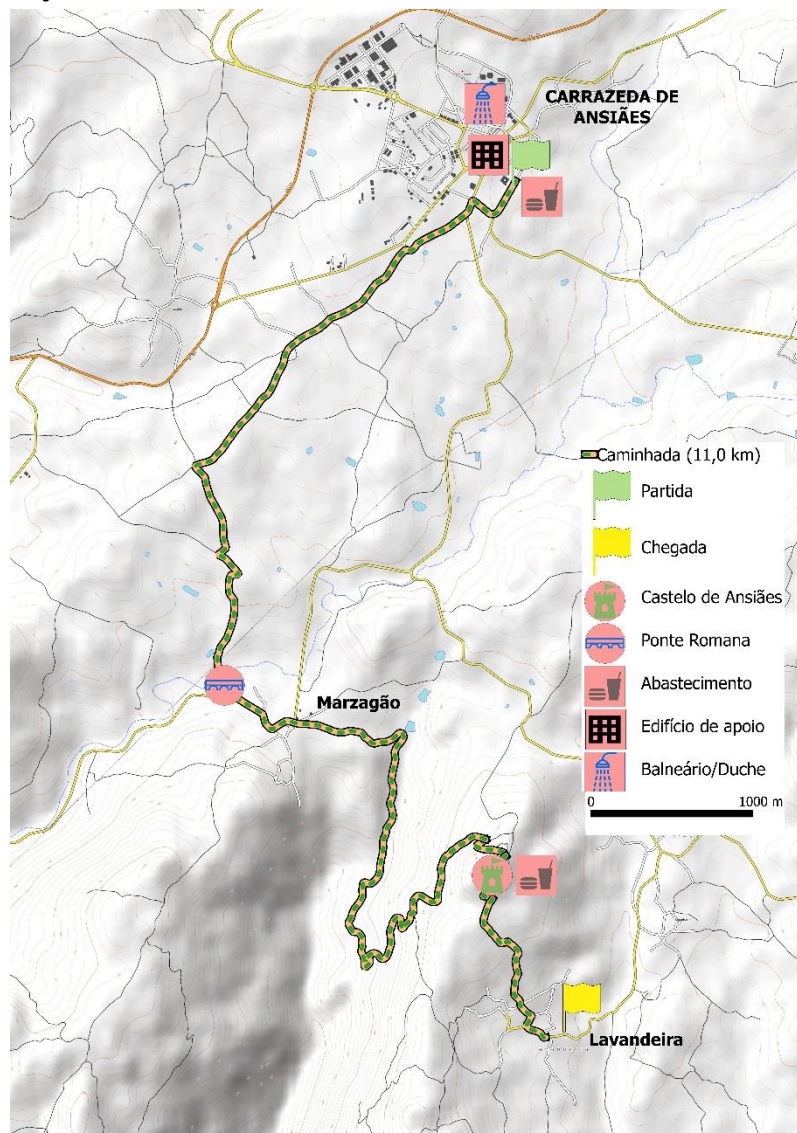 CARRAZEDA DE
ANSIÃES
Caminhada (11,0 km)
Partida
Chegada
Castelo de Ansiães
Ponte Romana
Marzagão
Abastecimento
Edifício de apoio
Balneário/Duche
0 1000 m
Lavandeira